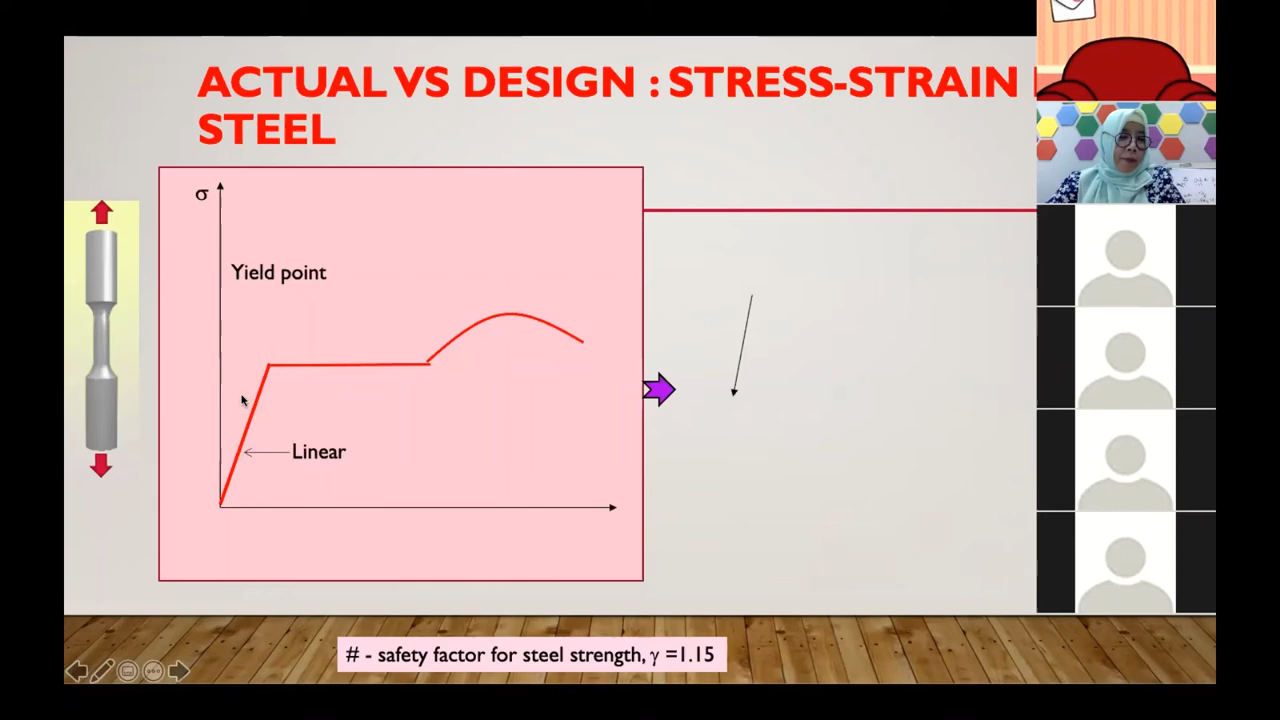 ACTUAL VS DESIGN : STRESS-STRAIN
STEEL
σ
Yield point
Linear
# - safety factor for steel strength, γ =1.15